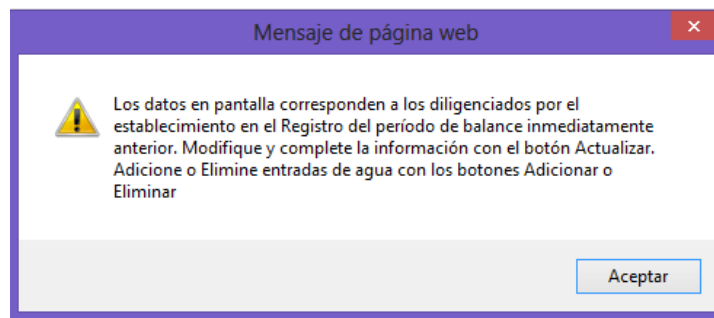 Mensaje de página web
Los datos en pantalla corresponden a los diligenciados por el
establecimiento en el Registro del período de balance inmediatamente
anterior. Modifique y complete la información con el botón Actualizar.
Adicione o Elimine entradas de agua con los botones Adicionar o
Eliminar
Aceptar